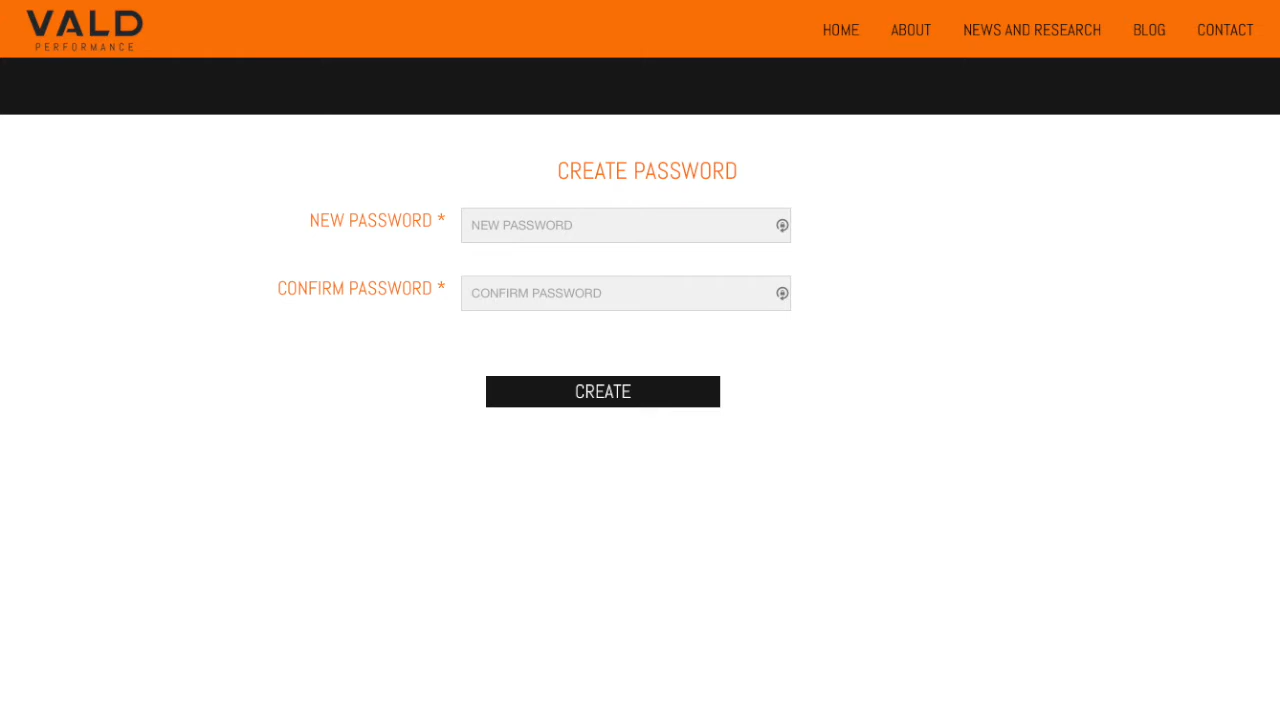 VALD
PERFORMANCE
HOME ABOUT NEWS AND RESEARCH BLOG CONTACT
CREATE PASSWORD
NEW PASSWORD * NEW PASSWORD
CONFIRM PASSWORD * CONFIRM PASSWORD
CREATE